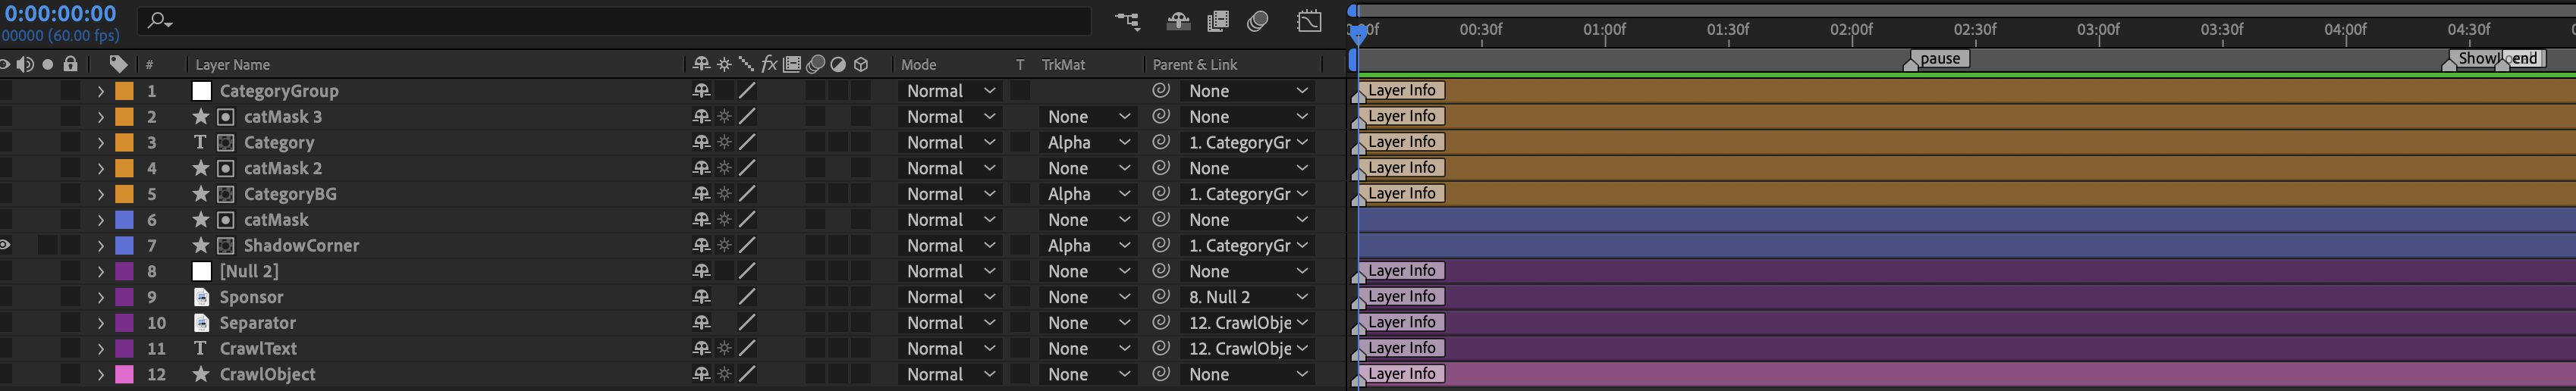 0:00:00:00
00000 (60.00 fps)
00:30f 01:00f 01:30f 02:00f 02:30f 03:00f 03:30f 04:00f 04:30f
pause end
# Layer Name fx Mode T TrkMat Parent & Link
1 CategoryGroup Normal None Layer Info
2 catMask 3 Normal None None Layer Info
3 T Category Normal Alpha 1. CategoryGr Layer Info
4 catMask 2 Normal None None Layer Info
5 CategoryBG Normal Alpha 1. CategoryGr Layer Info
6 catMask Normal None None
7 ShadowCorner Normal Alpha 1. CategoryGr
8 [Null 2] Normal None None Layer Info
9 Sponsor Normal None 8. Null 2 Layer Info
10 Separator Normal None 12. CrawlObje Layer Info
11 T CrawlText Normal None 12. CrawlObje Layer Info
12 CrawlObject Normal None None Layer Info